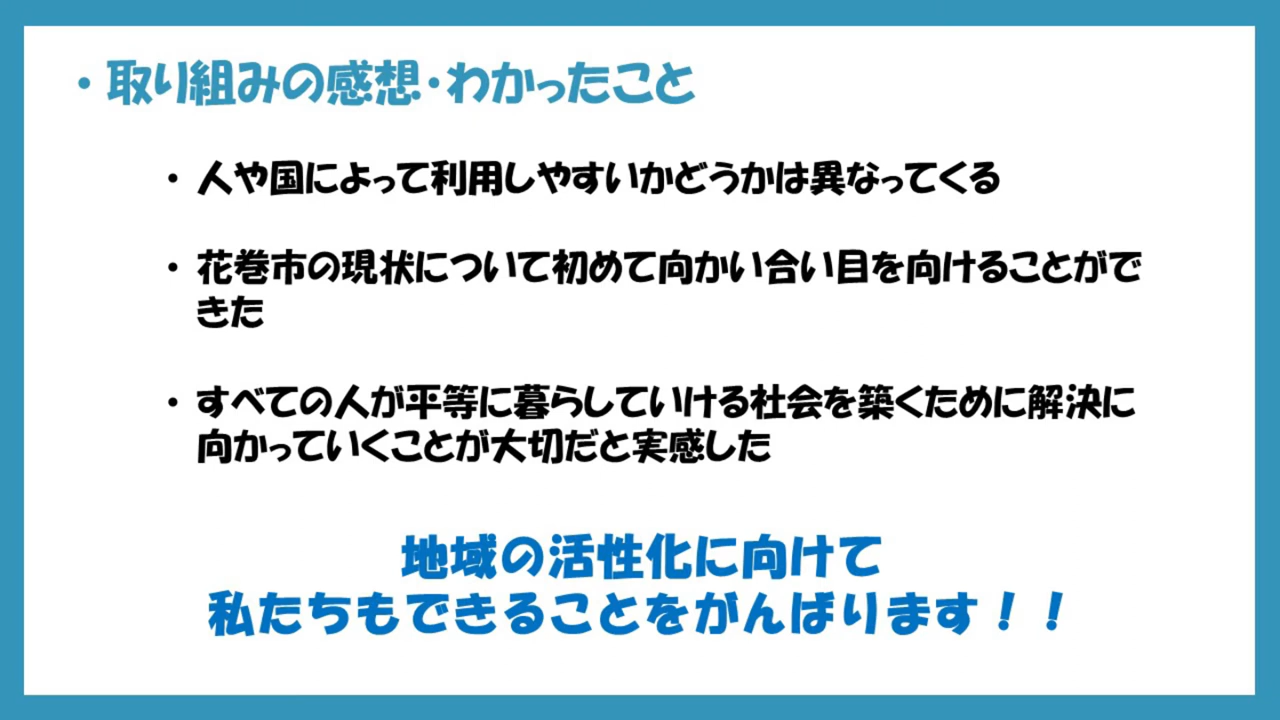 ・取り組みの感想・わかったこと
・ 人や国によって利用しやすいかどうかは異なってくる
・ 花巻市の現状について初めて向かい合い目を向けることがで
きた
・ すべての人が平等に暮らしていける社会を築くために解決に
向かっていくことが大切だと実感した
地域の活性化に向けて
私たちもできることをがんばります！！